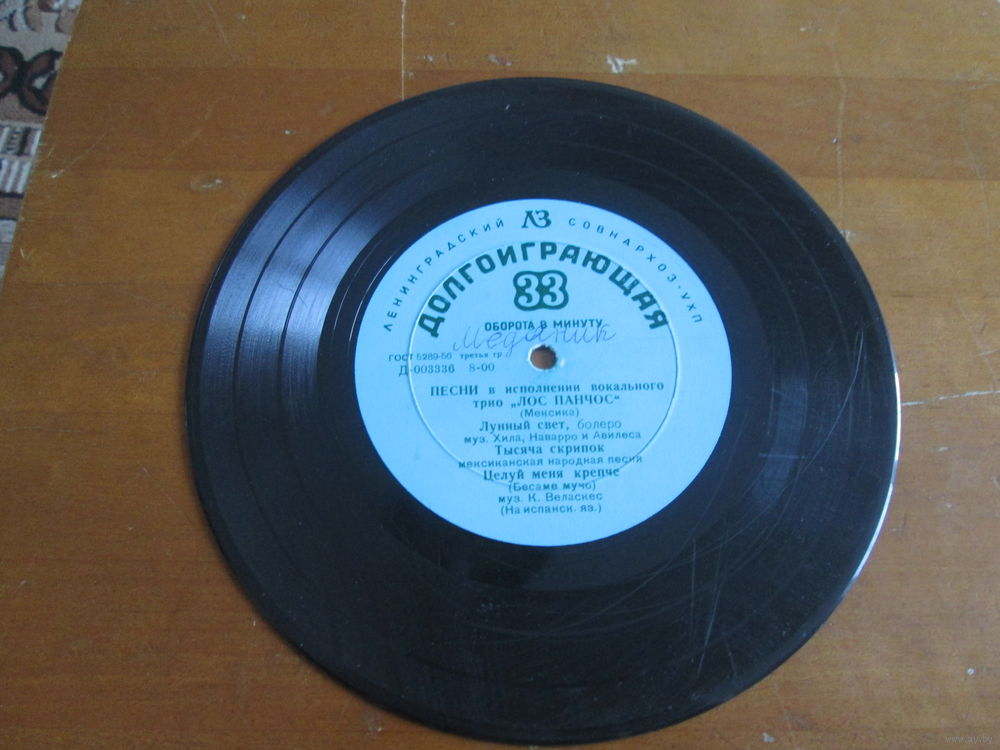 ЛЕНИНГРАДСКИЙ ЛЗ СОВНАРХОЗ·УХП
ДОЛГОИГРАЮЩАЯ
33
ОБОРОТА В МИНУТУ
Медяник
ГОСТ 5289-56 третья гр
Д-003336 8-00
ПЕСНИ в исполнении вокального
трио „ЛОС ПАНЧОС“
(Мексика)
Лунный свет, болеро
муз. Хила, Наварро и Авилеса
Тысяча скрипок
мексиканская народная песня
Целуй меня крепче
(Бесаме мучо)
муз. К. Веласкес
(На испанск. яз.)